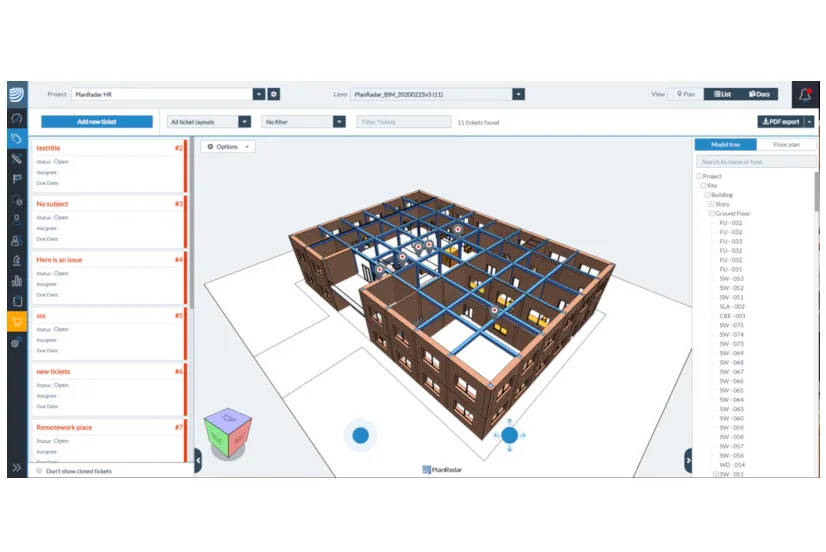 Project PlanRadar HR Layer PlanRadar_BIM_20200225v3 (11) View Plan List Docs
Add new ticket All ticket layouts No filter Filter Tickets 11 tickets found PDF export
testtitle #2
Status: Open
Assignee:
Due Date:
No subject #3
Status: Open
Assignee:
Due Date:
Here is an issue #4
Status: Open
Assignee:
Due Date:
sss #5
Status: Open
Assignee:
Due Date:
new tickets #6
Status: Open
Assignee:
Due Date:
Remotework place #7
Status: Open
Assignee:
Don't show closed tickets
Options
TOP
PlanRadar
Model tree Floor plan
Search by name or type
Project
Site
Building
Story
Ground Floor
FU - 032
FU - 032
FU - 033
FU - 032
FU - 032
FU - 031
SW - 053
SW - 052
SW - 051
SLA - 002
CRE - 001
SW - 075
SW - 074
SW - 073
SW - 069
SW - 068
SW - 067
SW - 066
SW - 065
SW - 064
SW - 063
SW - 060
SW - 059
SW - 058
SW - 057
SW - 056
WD - 014
SW - 051